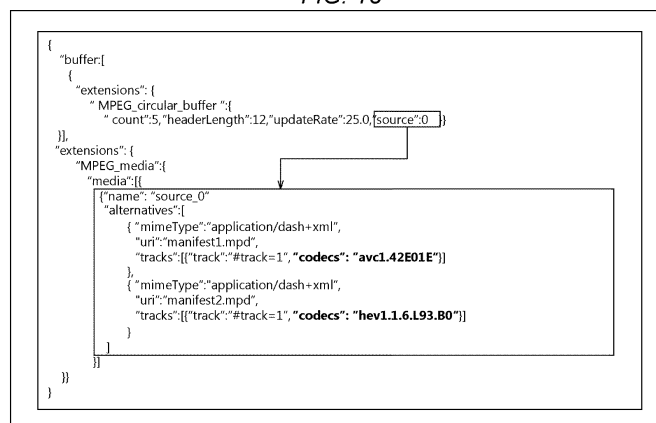 {
"buffer:[
{
"extensions": {
" MPEG_circular_buffer ":{
" count":5,"headerLength":12,"updateRate":25.0,"source":0 }}
}],
"extensions": {
"MPEG_media":{
"media":[{
{"name": "source_0"
"alternatives":[
{ "mimeType":"application/dash+xml",
"uri":"manifest1.mpd",
"tracks":[{"track":"#track=1", "codecs": "avc1.42E01E"}]
},
{ "mimeType":"application/dash+xml",
"uri":"manifest2.mpd",
"tracks":[{"track":"#track=1", "codecs": "hev1.1.6.L93.B0"}]
}
]
}]
}}
}